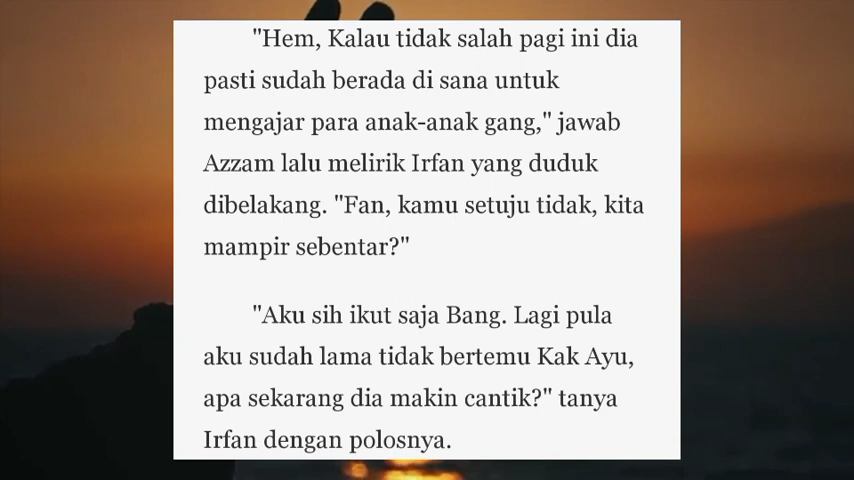 "Hem, Kalau tidak salah pagi ini dia
pasti sudah berada di sana untuk
mengajar para anak-anak gang," jawab
Azzam lalu melirik Irfan yang duduk
dibelakang. "Fan, kamu setuju tidak, kita
mampir sebentar?"
"Aku sih ikut saja Bang. Lagi pula
aku sudah lama tidak bertemu Kak Ayu,
apa sekarang dia makin cantik?" tanya
Irfan dengan polosnya.